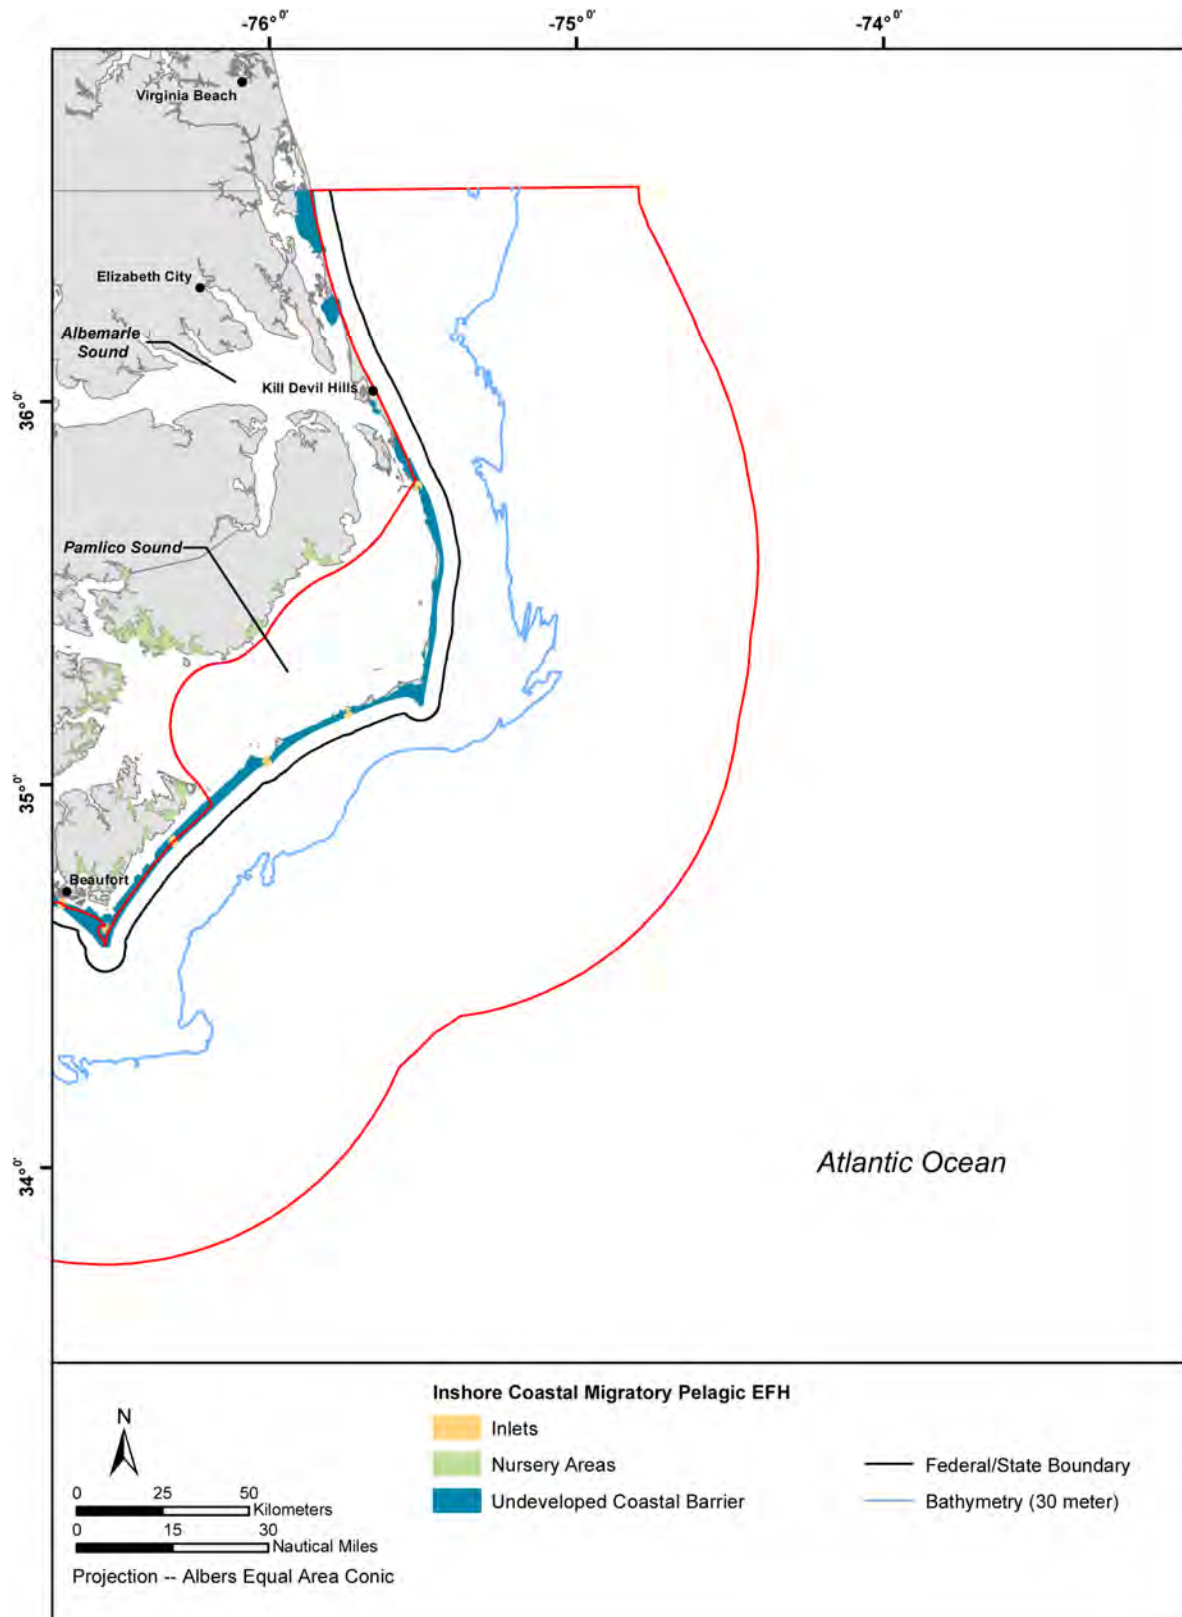 -76°0'
-75°0'
-74°0'
Virginia Beach
Elizabeth City
Albemarle
Sound
Kill Devil Hills
36°0'
Pamlico Sound
35°0'
Beaufort
34°0'
Atlantic Ocean
Inshore Coastal Migratory Pelagic EFH
N
Inlets
Nursery Areas
Federal/State Boundary
Undeveloped Coastal Barrier
Bathymetry (30 meter)
0 25 50
Kilometers
0 15 30
Nautical Miles
Projection -- Albers Equal Area Conic